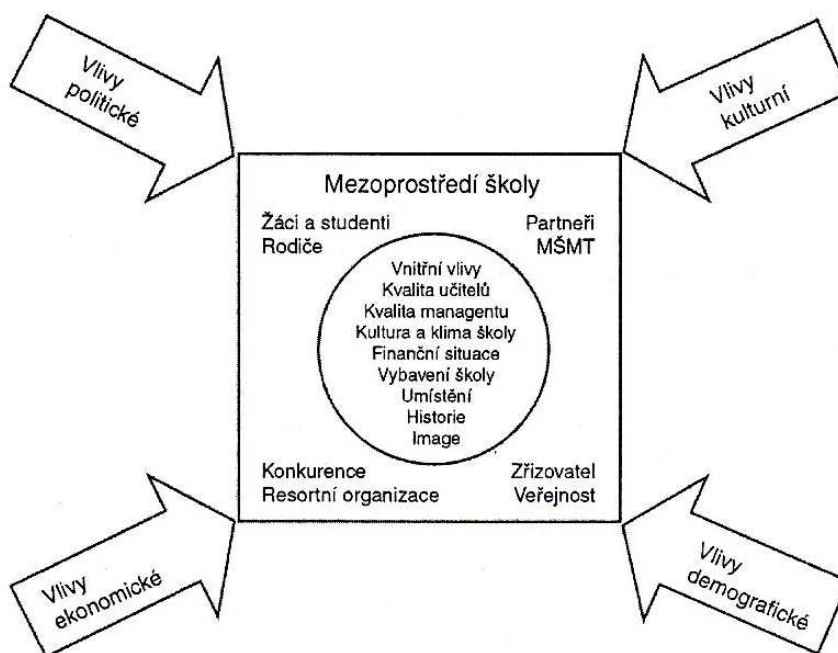 Vlivy
politické
Vlivy
kulturní
Mezoprostředí školy
Žáci a studenti
Rodiče
Partneři
MŠMT
Vnitřní vlivy
Kvalita učitelů
Kvalita managentu
Kultura a klima školy
Finanční situace
Vybavení školy
Umístění
Historie
Image
Konkurence
Resortní organizace
Zřizovatel
Veřejnost
Vlivy
ekonomické
Vlivy
demografické